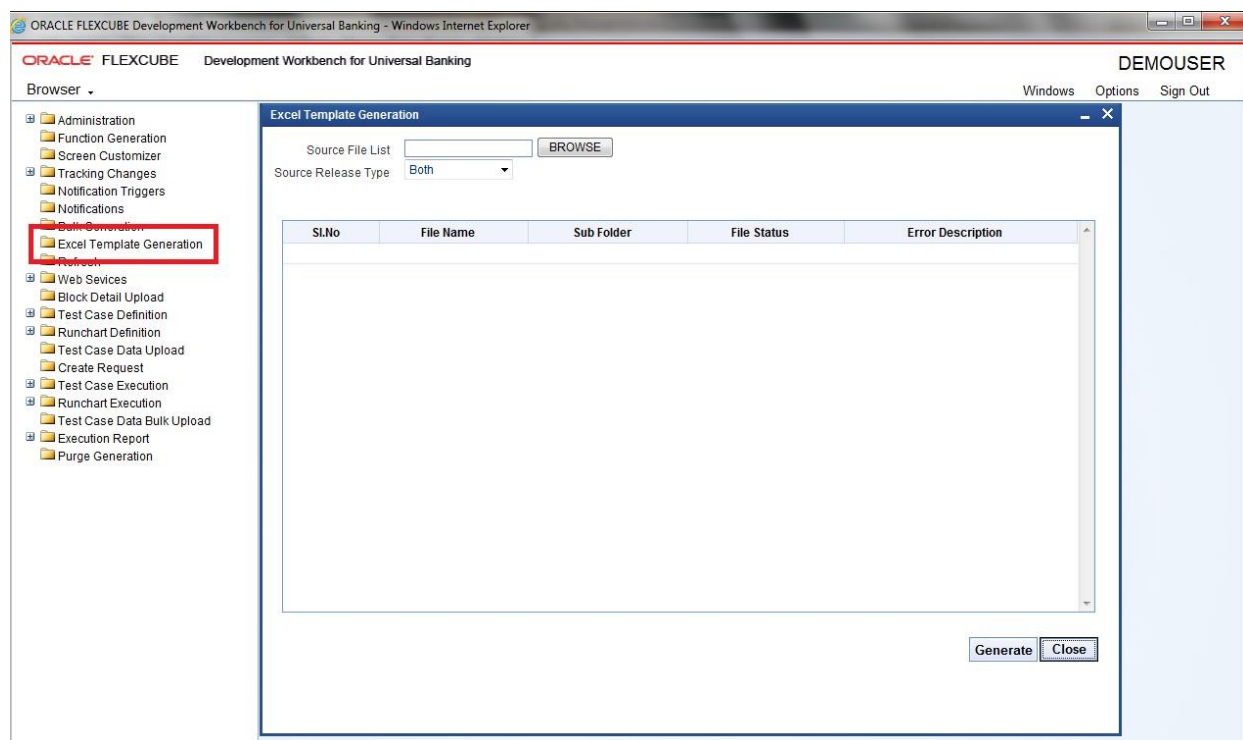 ORACLE FLEXCUBE Development Workbench for Universal Banking - Windows Internet Explorer
ORACLE FLEXCUBE Development Workbench for Universal Banking
DEMOUSER
Browser
Windows Options Sign Out
Administration
Function Generation
Screen Customizer
Tracking Changes
Notification Triggers
Notifications
Bulk Generation
Excel Template Generation
Refresh
Web Sevices
Block Detail Upload
Test Case Definition
Runchart Definition
Test Case Data Upload
Create Request
Test Case Execution
Runchart Execution
Test Case Data Bulk Upload
Execution Report
Purge Generation
Excel Template Generation
Source File List BROWSE
Source Release Type Both
Sl.No File Name Sub Folder File Status Error Description
Generate Close